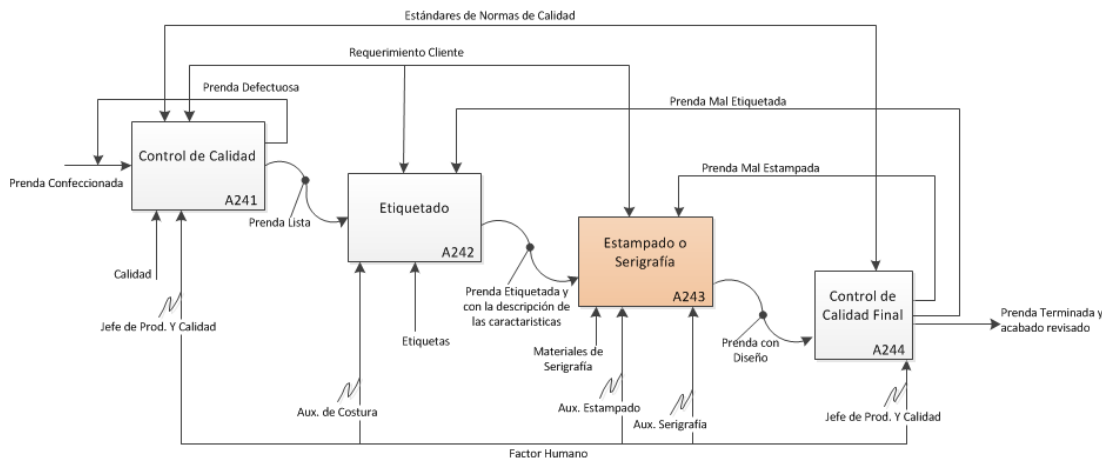 Estándares de Normas de Calidad
Requerimiento Cliente
Prenda Defectuosa
Prenda Mal Etiquetada
Control de Calidad
A241
Prenda Confeccionada
Prenda Mal Estampada
Prenda Lista
Etiquetado
A242
Estampado o
Serigrafía
A243
Calidad
Jefe de Prod. Y Calidad
Prenda Etiquetada y
con la descripción de
las caractaristicas
Control de
Calidad Final
A244
Prenda Terminada y
acabado revisado
Etiquetas
Materiales de
Serigrafía
Prenda con
Diseño
Aux. de Costura
Aux. Estampado
Aux. Serigrafía
Jefe de Prod. Y Calidad
Factor Humano